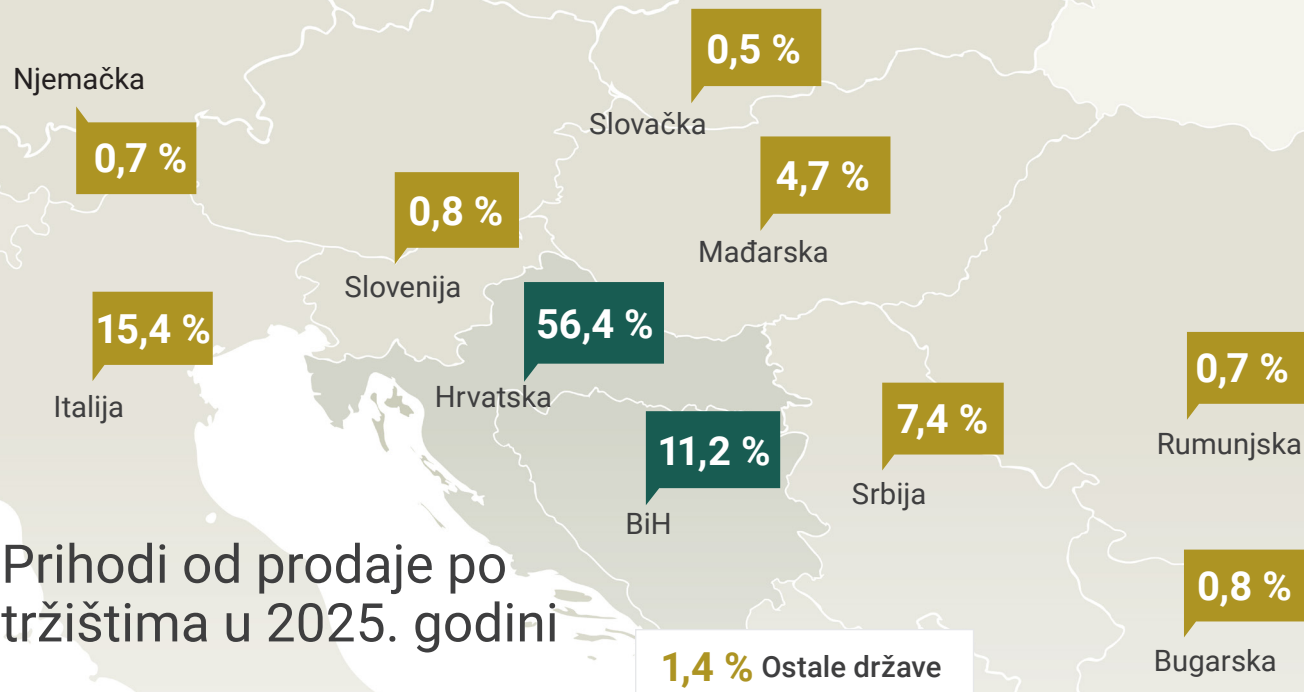 0,5 %
Slovačka
Njemačka
0,7 %
4,7 %
Mađarska
0,8 %
Slovenija
15,4 %
Italija
56,4 %
Hrvatska
0,7 %
Rumunjska
7,4 %
Srbija
11,2 %
BiH
0,8 %
Bugarska
Prihodi od prodaje po
tržištima u 2025. godini
1,4 % Ostale države